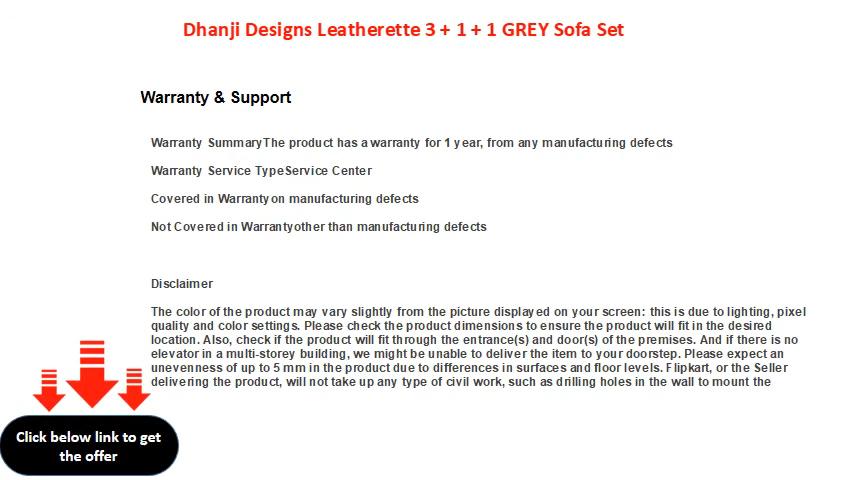 Dhanji Designs Leatherette 3 + 1 + 1 GREY Sofa Set
Warranty & Support
Warranty SummaryThe product has a warranty for 1 year, from any manufacturing defects
Warranty Service TypeService Center
Covered in Warrantyon manufacturing defects
Not Covered in Warrantyother than manufacturing defects
Disclaimer
The color of the product may vary slightly from the picture displayed on your screen: this is due to lighting, pixel
quality and color settings. Please check the product dimensions to ensure the product will fit in the desired
location. Also, check if the product will fit through the entrance(s) and door(s) of the premises. And if there is no
elevator in a multi-storey building, we might be unable to deliver the item to your doorstep. Please expect an
unevenness of up to 5 mm in the product due to differences in surfaces and floor levels. Flipkart, or the Seller
delivering the product, will not take up any type of civil work, such as drilling holes in the wall to mount the
Click below link to get
the offer